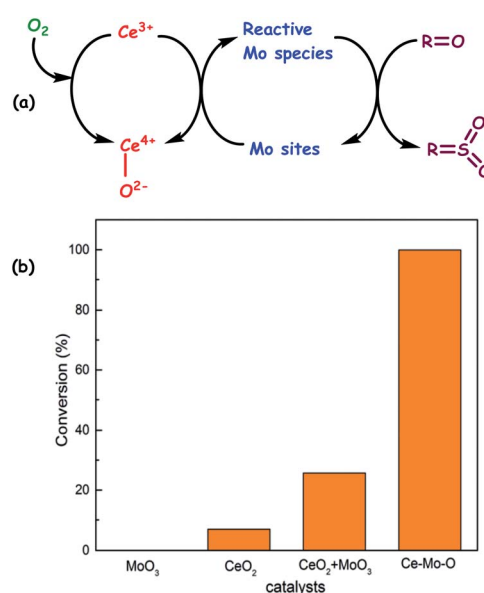 O₂
Ce³⁺
Reactive
Mo species
R=O
(a)
Ce⁴⁺
O²⁻
Mo sites
R=S
O
O
(b)
Conversion (%)
100
80
60
40
20
0
MoO₃
CeO₂
CeO₂+MoO₃
Ce-Mo-O
catalysts